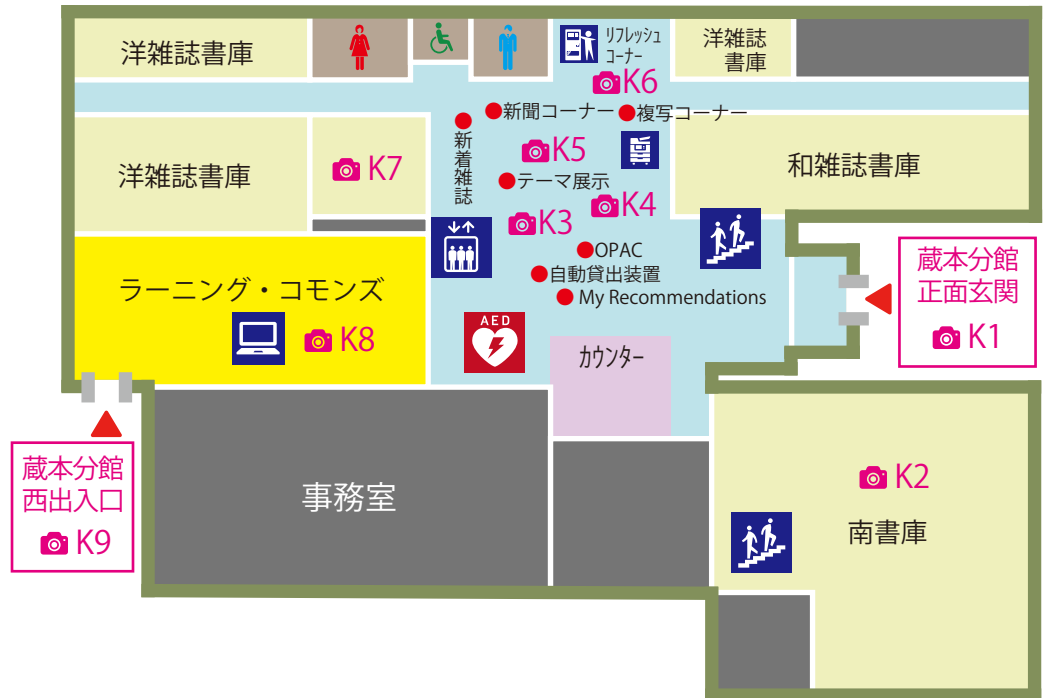 洋雑誌書庫
リフレッシュ
コーナー
洋雑誌
書庫
K6
新聞コーナー
複写コーナー
新着雑誌
洋雑誌書庫
K7
K5
和雑誌書庫
テーマ展示
K3
K4
OPAC
自動貸出装置
My Recommendations
蔵本分館
正面玄関
K1
ラーニング・コモンズ
K8
AED
カウンター
蔵本分館
西出入口
K9
事務室
K2
南書庫